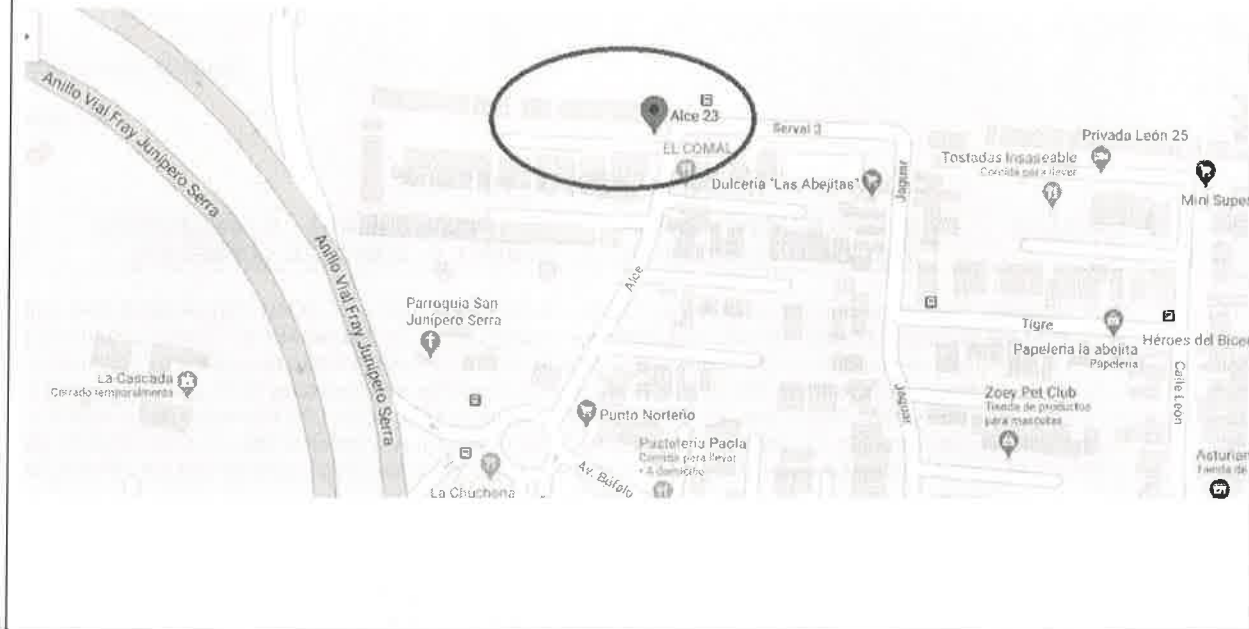 Anillo Vial Fray Junípero Serra
Alce 23
Serval 3
EL COMAL
Dulcería "Las Abejitas"
Jaguar
Privada León 25
Tostadas Insaseable
Comida para llevar
Mini Super
Anillo Vial Fray Junípero Serra
Alce
Parroquia San
Junípero Serra
Tigre
Papelería la abejita
Papelería
Héroes del Bicen
La Cascada
Cerrado temporalmente
Jaguar
Calle León
Zoey Pet Club
Tienda de productos
para mascotas
Punto Norteño
Pastelería Paola
Comida para llevar
• A domicilio
Av. Búfalo
La Chuchena
Asturian
Tienda de